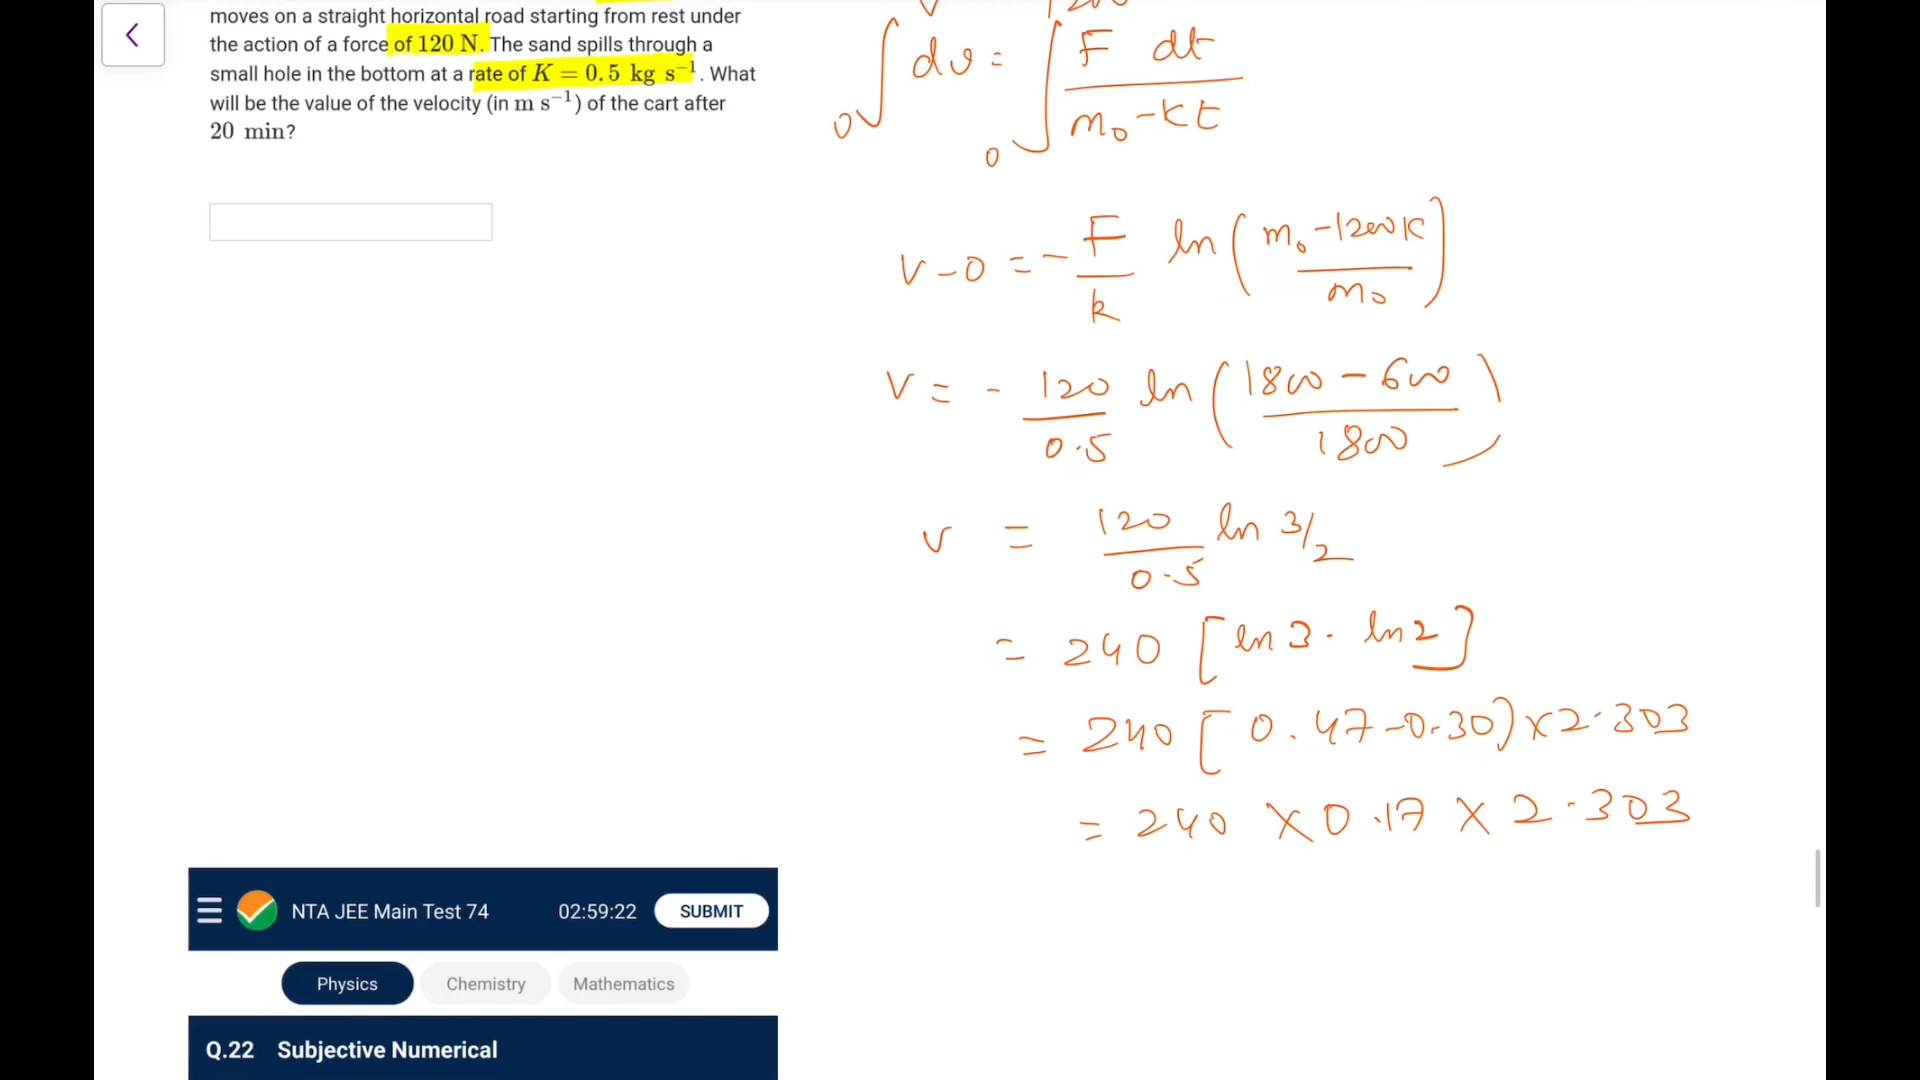 moves on a straight horizontal road starting from rest under
the action of a force of 120 N. The sand spills through a
small hole in the bottom at a rate of K = 0.5 kg s⁻¹. What
will be the value of the velocity (in m s⁻¹) of the cart after
20 min?
∫₀ᵛ dv = ∫₀¹²⁰⁰ F dt / (m₀ - kt)
v - 0 = - F/k ln ( (m₀ - 1200K) / m₀ )
v = - 120/0.5 ln ( (1800 - 600) / 1800 )
v = 120/0.5 ln 3/2
= 240 [ ln 3 - ln 2 ]
= 240 [ 0.47 - 0.30 ) × 2.303
= 240 × 0.17 × 2.303
NTA JEE Main Test 74 02:59:22 SUBMIT
Physics Chemistry Mathematics
Q.22 Subjective Numerical